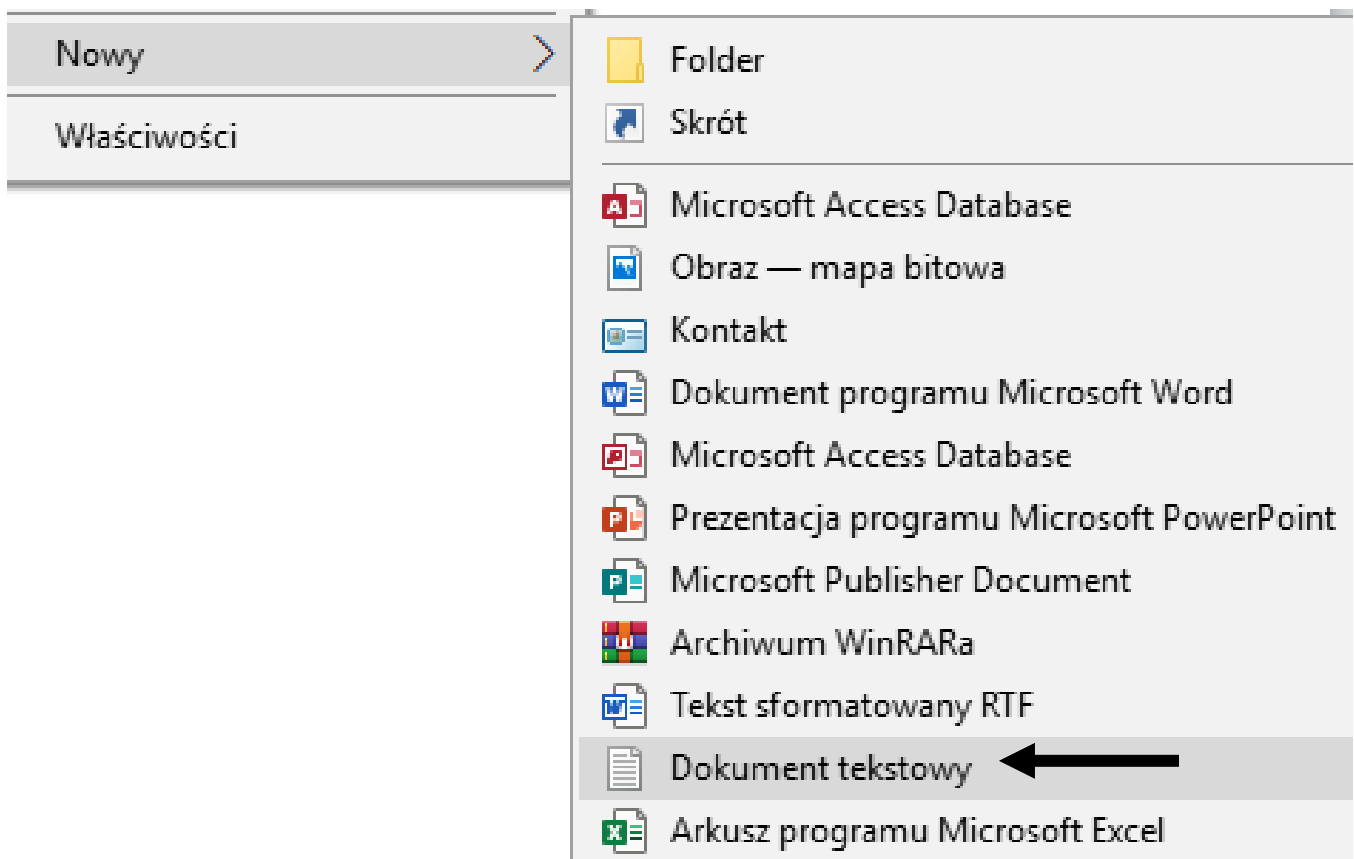 Nowy
Właściwości
Folder
Skrót
Microsoft Access Database
Obraz — mapa bitowa
Kontakt
Dokument programu Microsoft Word
Microsoft Access Database
Prezentacja programu Microsoft PowerPoint
Microsoft Publisher Document
Archiwum WinRARa
Tekst sformatowany RTF
Dokument tekstowy
Arkusz programu Microsoft Excel